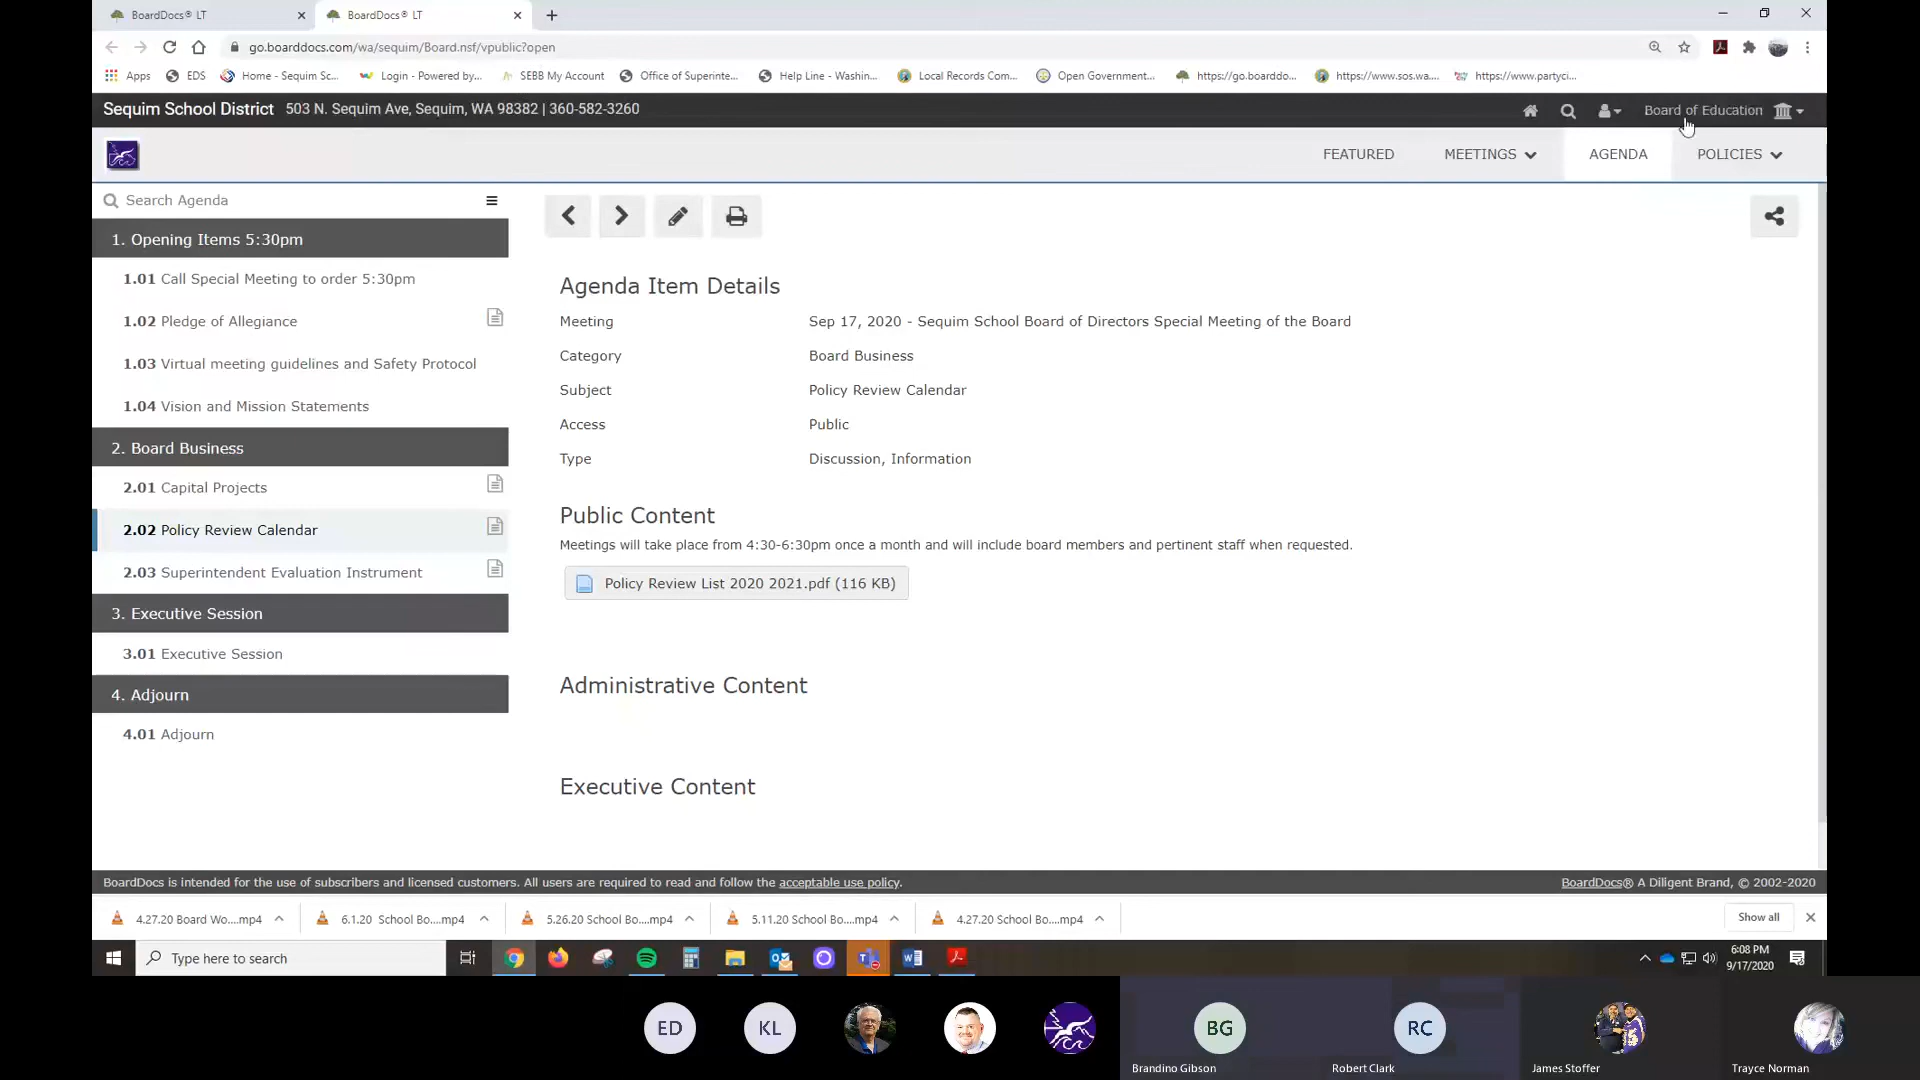 BoardDocs® LT
BoardDocs® LT
go.boarddocs.com/wa/sequim/Board.nsf/vpublic?open
Apps EDS Home - Sequim Sc... Login - Powered by... SEBB My Account Office of Superinte... Help Line - Washin... Local Records Com... Open Government... https://go.boarddo... https://www.sos.wa.... https://www.partyci...
Sequim School District 503 N. Sequim Ave, Sequim, WA 98382 | 360-582-3260
Board of Education
FEATURED MEETINGS AGENDA POLICIES
Search Agenda
1. Opening Items 5:30pm
1.01 Call Special Meeting to order 5:30pm
1.02 Pledge of Allegiance
1.03 Virtual meeting guidelines and Safety Protocol
1.04 Vision and Mission Statements
2. Board Business
2.01 Capital Projects
2.02 Policy Review Calendar
2.03 Superintendent Evaluation Instrument
3. Executive Session
3.01 Executive Session
4. Adjourn
4.01 Adjourn
Agenda Item Details
Meeting Sep 17, 2020 - Sequim School Board of Directors Special Meeting of the Board
Category Board Business
Subject Policy Review Calendar
Access Public
Type Discussion, Information
Public Content
Meetings will take place from 4:30-6:30pm once a month and will include board members and pertinent staff when requested.
Policy Review List 2020 2021.pdf (116 KB)
Administrative Content
Executive Content
BoardDocs is intended for the use of subscribers and licensed customers. All users are required to read and follow the acceptable use policy.
BoardDocs® A Diligent Brand, © 2002-2020
4.27.20 Board Wo....mp4 6.1.20 School Bo....mp4 5.26.20 School Bo....mp4 5.11.20 School Bo....mp4 4.27.20 School Bo....mp4 Show all
Type here to search
6:08 PM
9/17/2020
ED KL BG RC
Brandino Gibson Robert Clark James Stoffer Trayce Norman